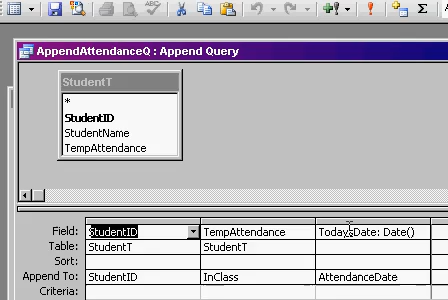 AppendAttendanceQ : Append Query
StudentT
*
StudentID
StudentName
TempAttendance
Field: StudentID TempAttendance TodaysDate: Date()
Table: StudentT StudentT
Sort:
Append To: StudentID InClass AttendanceDate
Criteria: